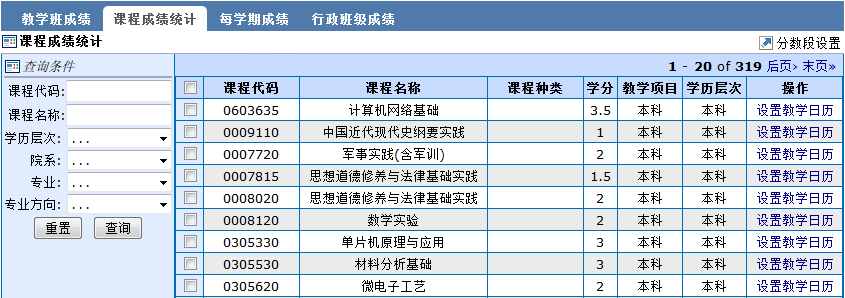 教学班成绩 课程成绩统计 每学期成绩 行政班级成绩
课程成绩统计 分数段设置
查询条件 1 - 20 of 319 后页› 末页»
课程代码:
课程名称:
学历层次: ...
院系: ...
专业: ...
专业方向: ...
重置 查询
课程代码 课程名称 课程种类 学分 教学项目 学历层次 操作
0603635 计算机网络基础 3.5 本科 本科 设置教学日历
0009110 中国近代现代史纲要实践 1 本科 本科 设置教学日历
0007720 军事实践(含军训) 2 本科 本科 设置教学日历
0007815 思想道德修养与法律基础实践 1.5 本科 本科 设置教学日历
0008020 思想道德修养与法律基础实践 2 本科 本科 设置教学日历
0008120 数学实验 2 本科 本科 设置教学日历
0305330 单片机原理与应用 3 本科 本科 设置教学日历
0305530 材料分析基础 3 本科 本科 设置教学日历
0305620 微电子工艺 2 本科 本科 设置教学日历